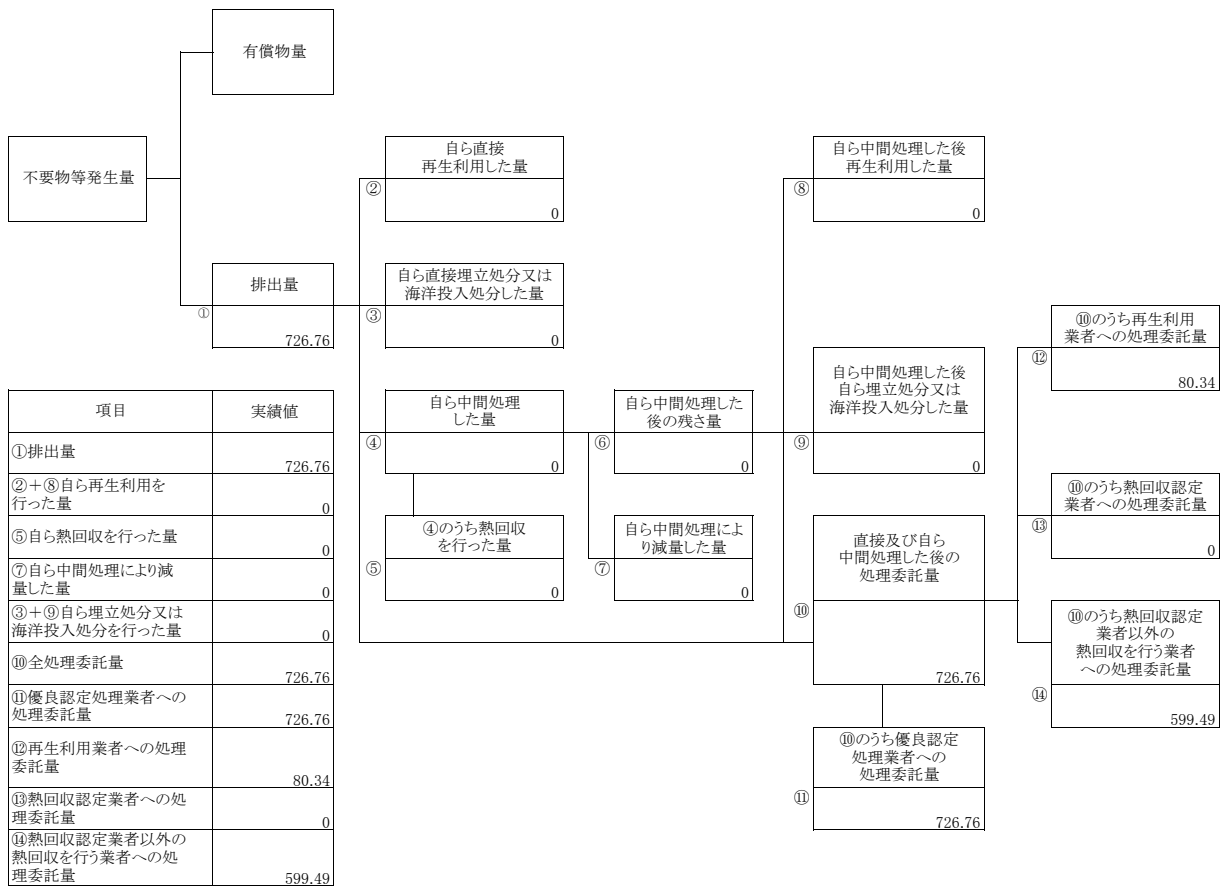 有償物量
不要物等発生量
排出量
①
726.76
自ら直接
再生利用した量
②
0
自ら直接埋立処分又は
海洋投入処分した量
③
0
自ら中間処理
した量
④
0
④のうち熱回収
を行った量
⑤
0
自ら中間処理した
後の残さ量
⑥
0
自ら中間処理によ
り減量した量
⑦
0
自ら中間処理した後
再生利用した量
⑧
0
自ら中間処理した後
自ら埋立処分又は
海洋投入処分した量
⑨
0
直接及び自ら
中間処理した後の
処理委託量
⑩
726.76
⑩のうち優良認定
処理業者への
処理委託量
⑪
726.76
⑩のうち再生利用
業者への処理委託量
⑫
80.34
⑩のうち熱回収認定
業者への処理委託量
⑬
0
⑩のうち熱回収認定
業者以外の
熱回収を行う業者
への処理委託量
⑭
599.49
項目 実績値
①排出量
726.76
②+⑧自ら再生利用を
行った量
0
⑤自ら熱回収を行った量
0
⑦自ら中間処理により減
量した量
0
③+⑨自ら埋立処分又は
海洋投入処分を行った量
0
⑩全処理委託量
726.76
⑪優良認定処理業者への
処理委託量
726.76
⑫再生利用業者への処理
委託量
80.34
⑬熱回収認定業者への処
理委託量
0
⑭熱回収認定業者以外の
熱回収を行う業者への処
理委託量
599.49